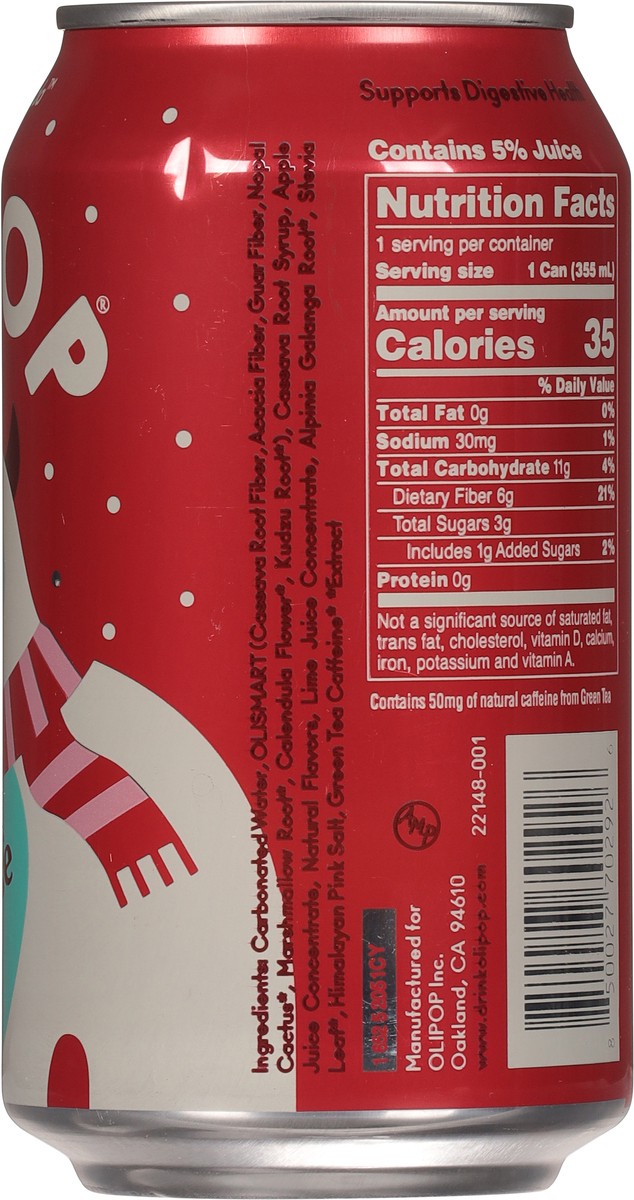 OP®
Supports Digestive Health
Contains 5% Juice
Nutrition Facts
1 serving per container
Serving size 1 Can (355 mL)
Amount per serving
Calories 35
% Daily Value
Total Fat 0g 0%
Sodium 30mg 1%
Total Carbohydrate 11g 4%
Dietary Fiber 6g 21%
Total Sugars 3g
Includes 1g Added Sugars 2%
Protein 0g
Not a significant source of saturated fat,
trans fat, cholesterol, vitamin D, calcium,
iron, potassium and vitamin A.
Contains 50mg of natural caffeine from Green Tea
Ingredients: Carbonated Water, OLISMART (Cassava Root Fiber, Acacia Fiber, Guar Fiber, Nopal
Cactus*, Marshmallow Root*, Calendula Flower*, Kudzu Root*), Cassava Root Syrup, Apple
Juice Concentrate, Natural Flavors, Lime Juice Concentrate, Alpinia Galanga Root*, Stevia
Leaf*, Himalayan Pink Salt, Green Tea Caffeine* *Extract
Manufactured for
OLIPOP Inc.
Oakland, CA 94610
www.drinkolipop.com
22148-001
8 50027 70292 6
e